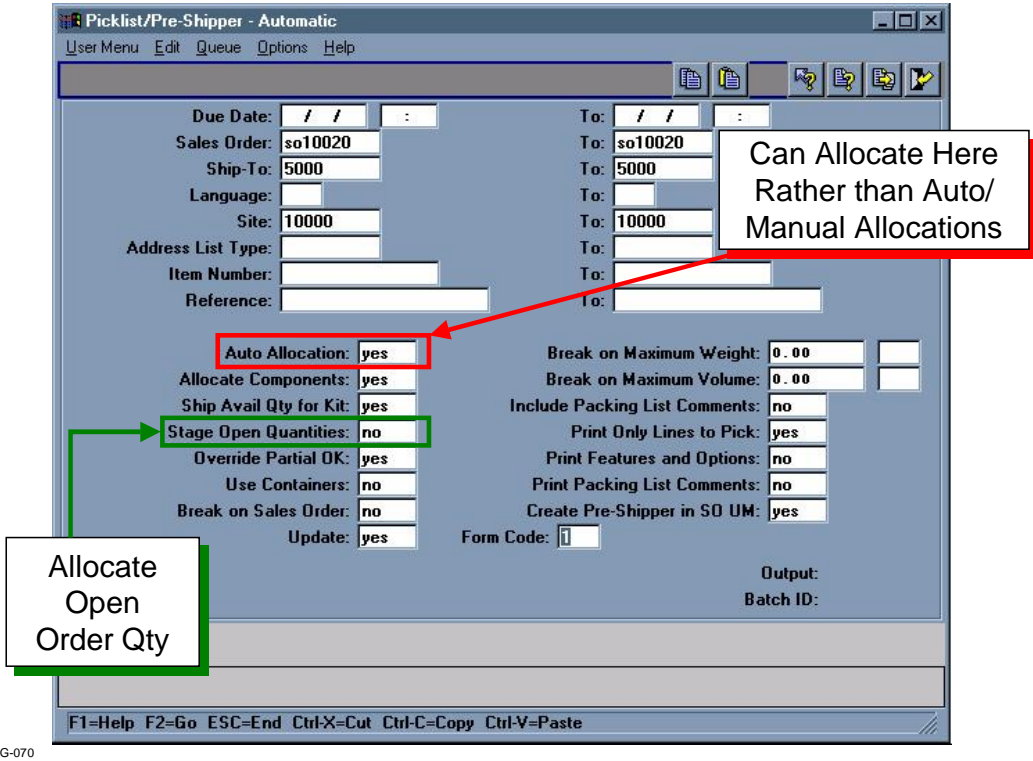 Picklist/Pre-Shipper - Automatic
User Menu Edit Queue Options Help
Due Date: / / : To: / / :
Sales Order: so10020 To: so10020
Ship-To: 5000 To: 5000
Language: To:
Site: 10000 To: 10000
Address List Type: To:
Item Number: To:
Reference: To:
Can Allocate Here
Rather than Auto/
Manual Allocations
Auto Allocation: yes Break on Maximum Weight: 0.00
Allocate Components: yes Break on Maximum Volume: 0.00
Ship Avail Qty for Kit: yes Include Packing List Comments: no
Stage Open Quantities: no Print Only Lines to Pick: yes
Override Partial OK: yes Print Features and Options: no
Use Containers: no Print Packing List Comments: no
Break on Sales Order: no Create Pre-Shipper in SO UM: yes
Update: yes Form Code: 1
Output:
Batch ID:
Allocate
Open
Order Qty
F1=Help F2=Go ESC=End Ctrl-X=Cut Ctrl-C=Copy Ctrl-V=Paste
G-070